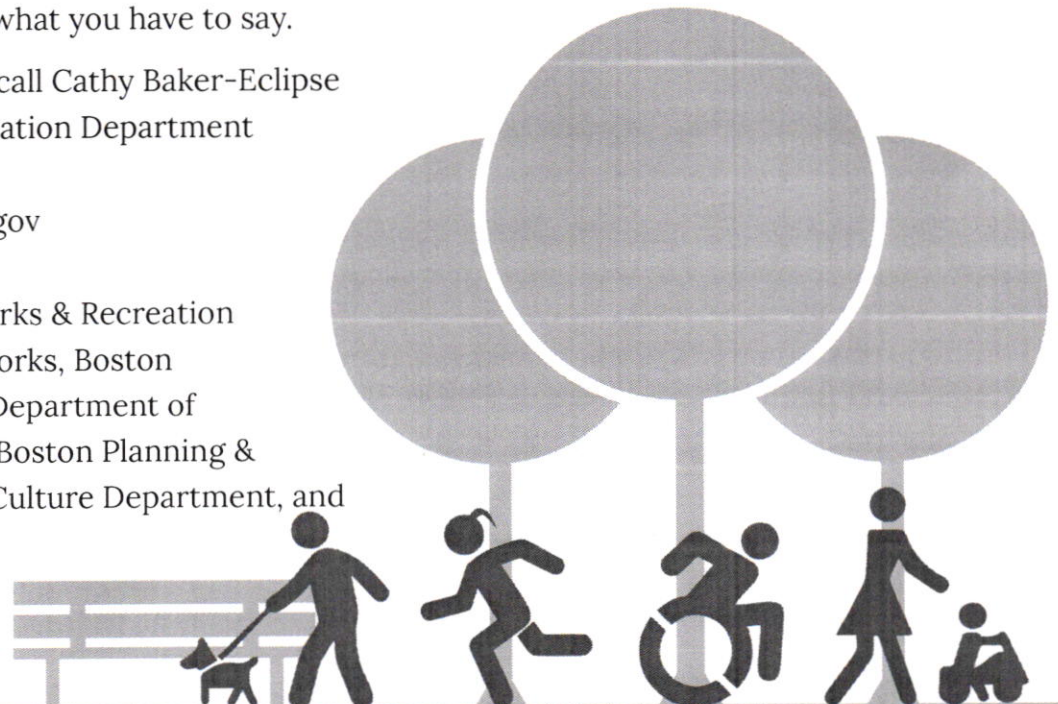 what you have to say.
call Cathy Baker-Eclipse
ation Department
gov
rks & Recreation
orks, Boston
Department of
Boston Planning &
Culture Department, and